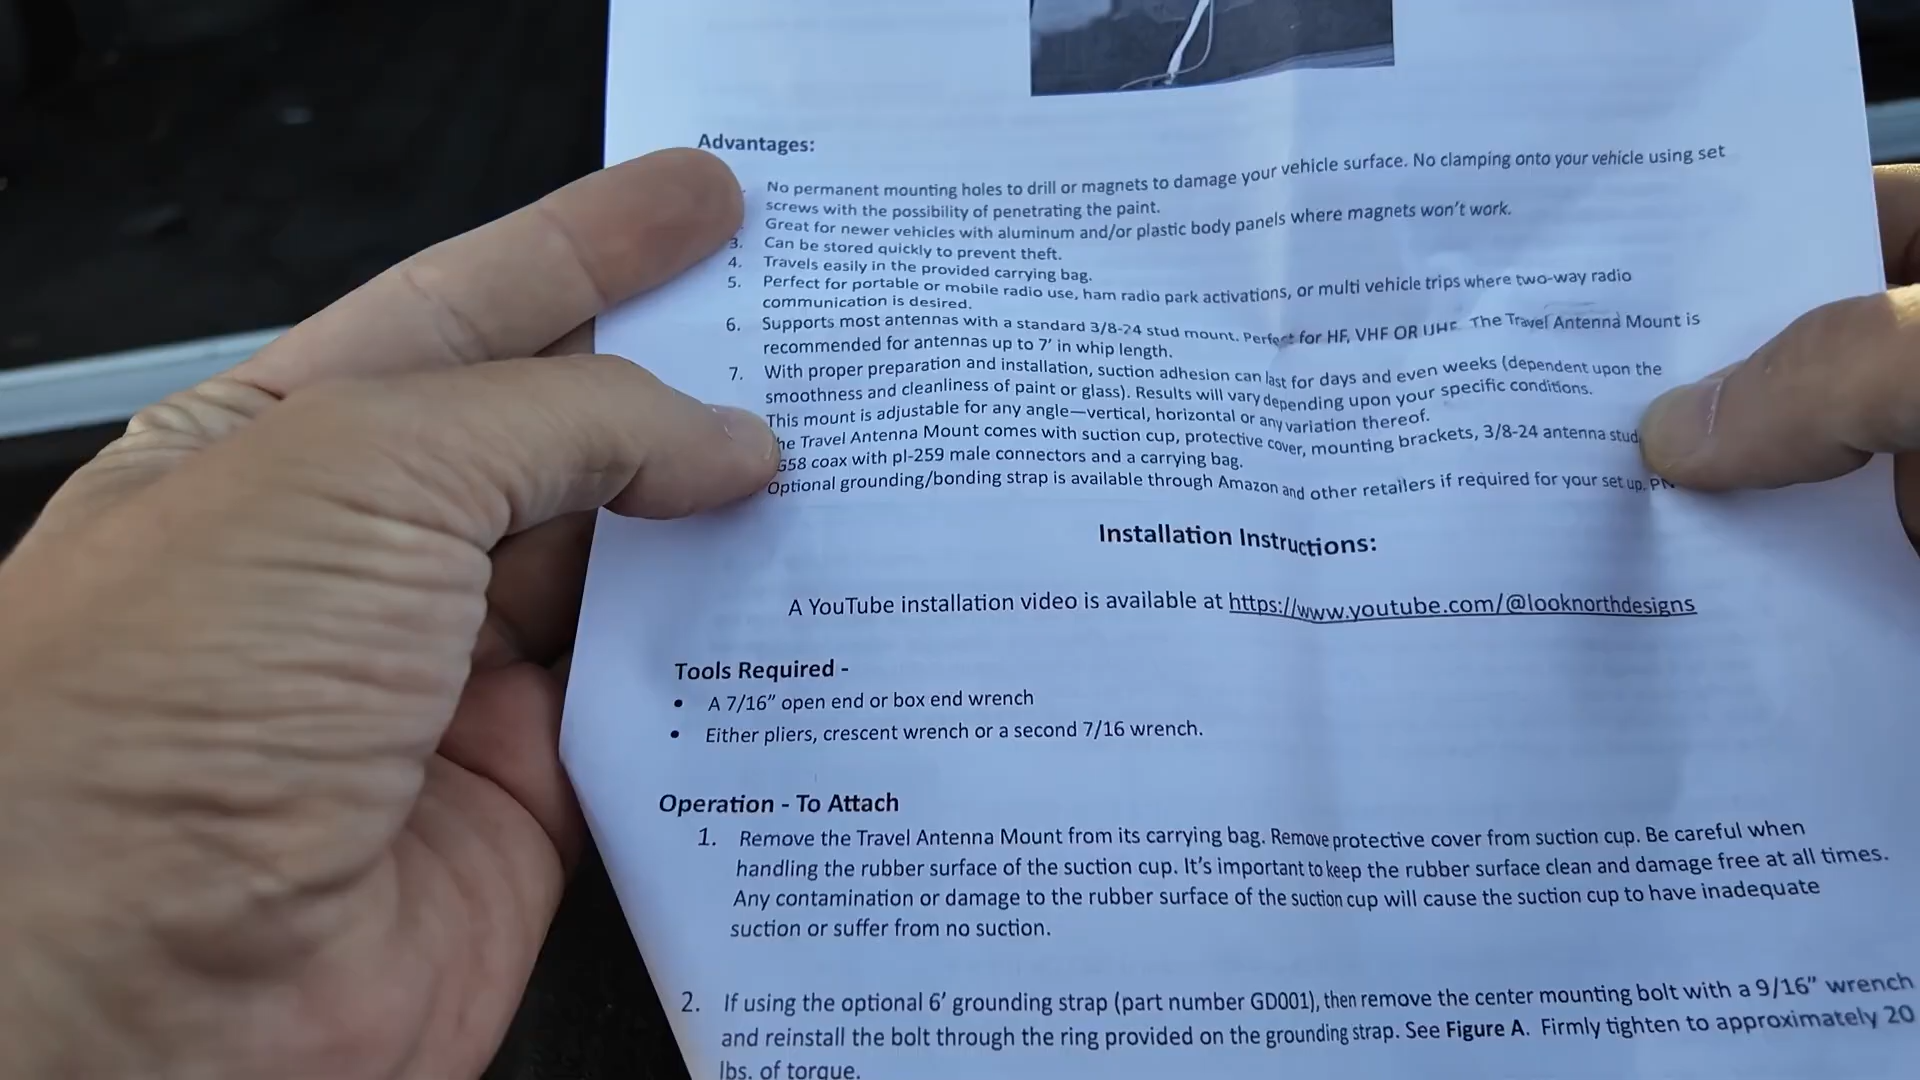 Advantages:
No permanent mounting holes to drill or magnets to damage your vehicle surface. No clamping onto your vehicle using set
screws with the possibility of penetrating the paint.
Great for newer vehicles with aluminum and/or plastic body panels where magnets won't work.
3. Can be stored quickly to prevent theft.
4. Travels easily in the provided carrying bag.
5. Perfect for portable or mobile radio use, ham radio park activations, or multi vehicle trips where two-way radio
communication is desired.
6. Supports most antennas with a standard 3/8-24 stud mount. Perfect for HF, VHF OR UHF. The Travel Antenna Mount is
recommended for antennas up to 7' in whip length.
7. With proper preparation and installation, suction adhesion can last for days and even weeks (dependent upon the
smoothness and cleanliness of paint or glass). Results will vary depending upon your specific conditions.
This mount is adjustable for any angle—vertical, horizontal or any variation thereof.
he Travel Antenna Mount comes with suction cup, protective cover, mounting brackets, 3/8-24 antenna stud
G58 coax with pl-259 male connectors and a carrying bag.
Optional grounding/bonding strap is available through Amazon and other retailers if required for your set up. PN
Installation Instructions:
A YouTube installation video is available at https://www.youtube.com/@looknorthdesigns
Tools Required -
• A 7/16" open end or box end wrench
• Either pliers, crescent wrench or a second 7/16 wrench.
Operation - To Attach
1. Remove the Travel Antenna Mount from its carrying bag. Remove protective cover from suction cup. Be careful when
handling the rubber surface of the suction cup. It's important to keep the rubber surface clean and damage free at all times.
Any contamination or damage to the rubber surface of the suction cup will cause the suction cup to have inadequate
suction or suffer from no suction.
2. If using the optional 6' grounding strap (part number GD001), then remove the center mounting bolt with a 9/16" wrench
and reinstall the bolt through the ring provided on the grounding strap. See Figure A. Firmly tighten to approximately 20
lbs. of torque.